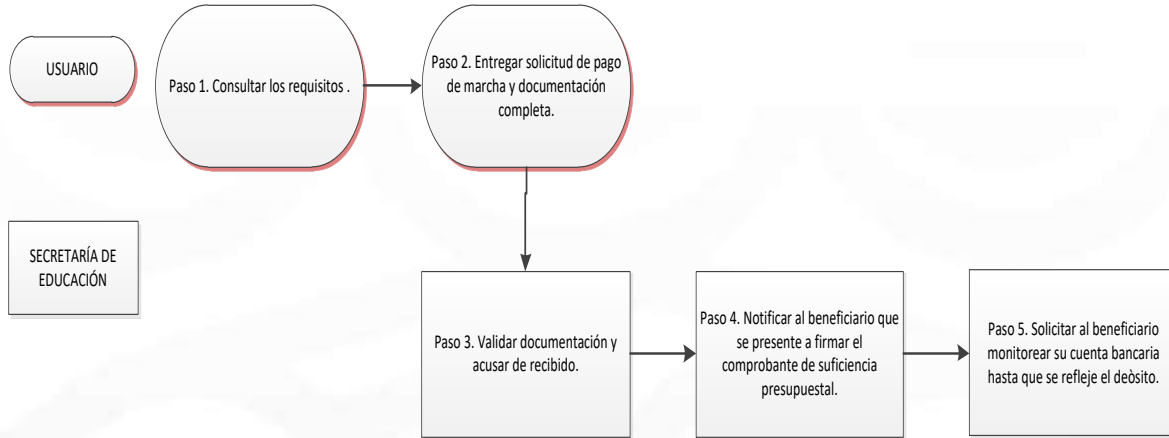 USUARIO
Paso 1. Consultar los requisitos .
Paso 2. Entregar solicitud de pago
de marcha y documentación
completa.
SECRETARÍA DE
EDUCACIÓN
Paso 3. Validar documentación y
acusar de recibido.
Paso 4. Notificar al beneficiario que
se presente a firmar el
comprobante de suficiencia
presupuestal.
Paso 5. Solicitar al beneficiario
monitorear su cuenta bancaria
hasta que se refleje el deòsito.